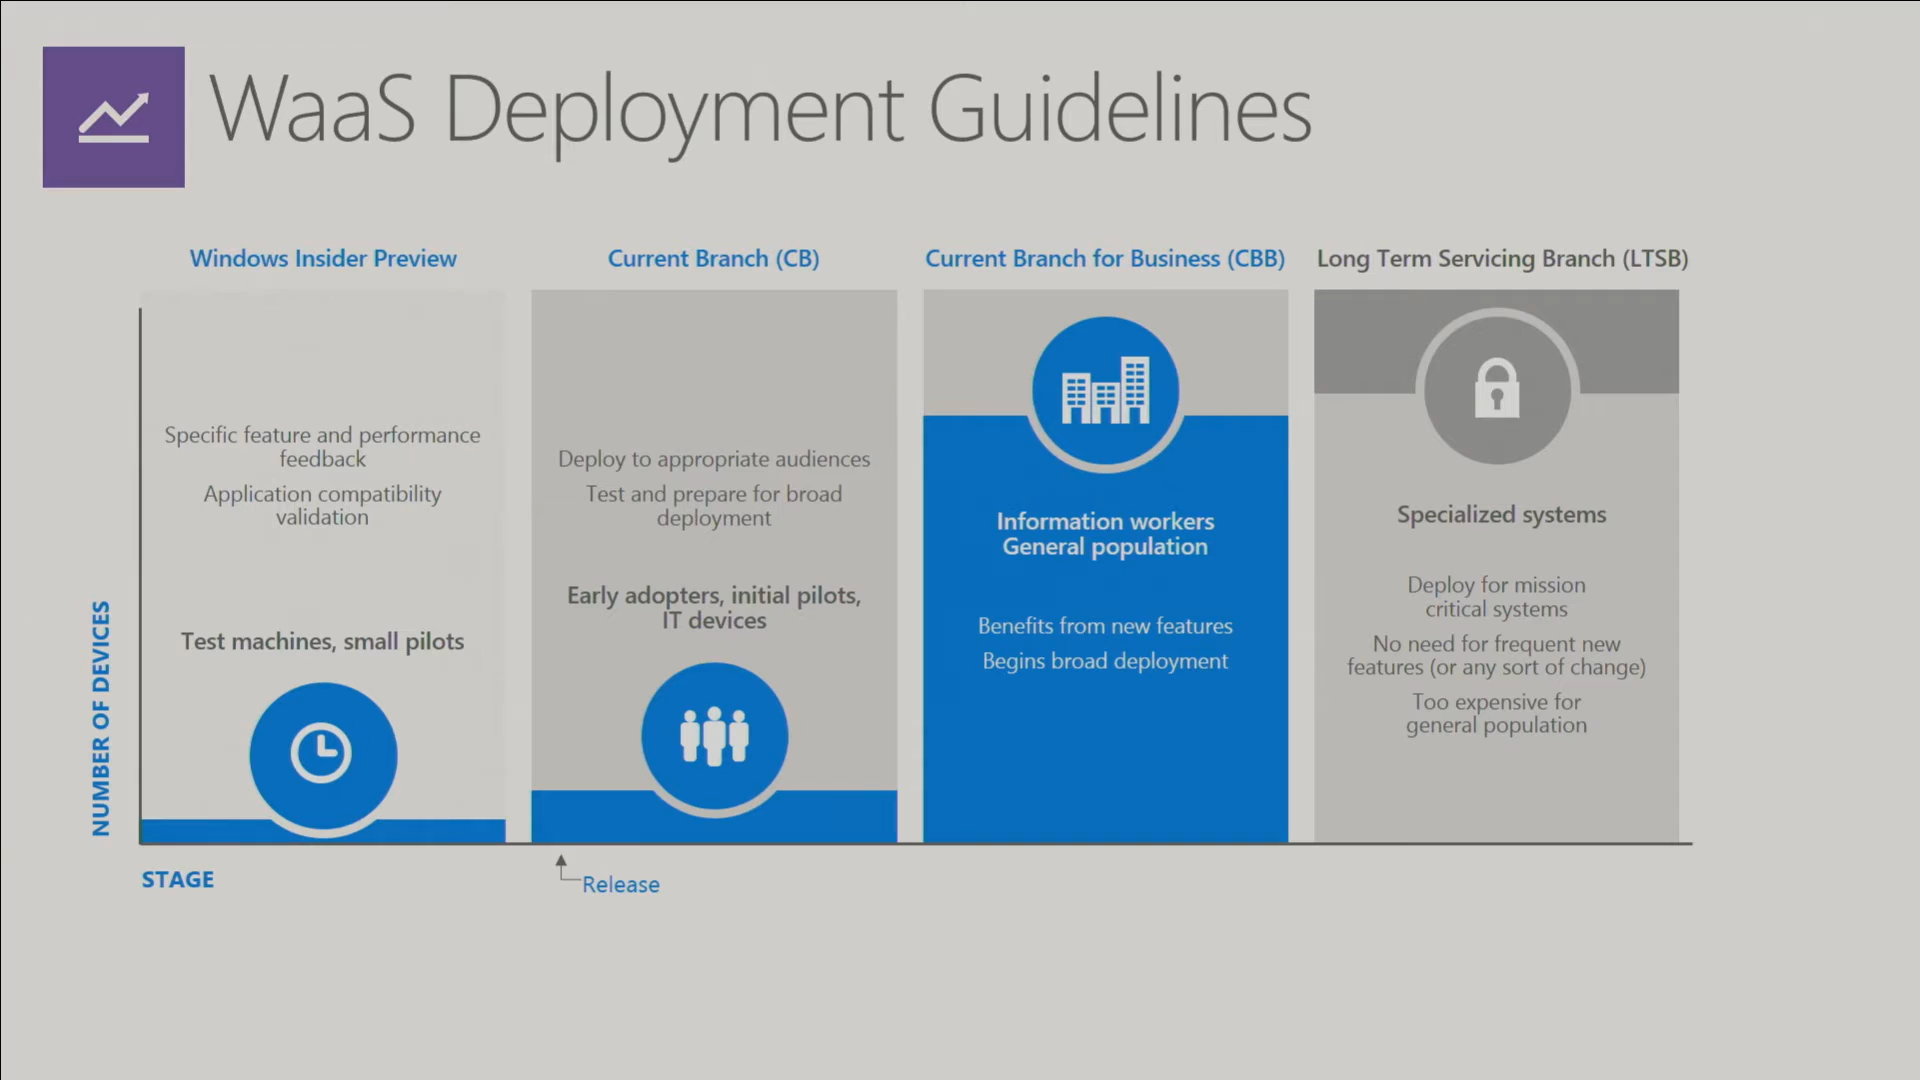 WaaS Deployment Guidelines
Windows Insider Preview
Specific feature and performance
feedback
Application compatibility
validation
Test machines, small pilots
Current Branch (CB)
Deploy to appropriate audiences
Test and prepare for broad
deployment
Early adopters, initial pilots,
IT devices
Current Branch for Business (CBB)
Information workers
General population
Benefits from new features
Begins broad deployment
Long Term Servicing Branch (LTSB)
Specialized systems
Deploy for mission
critical systems
No need for frequent new
features (or any sort of change)
Too expensive for
general population
NUMBER OF DEVICES
STAGE
Release